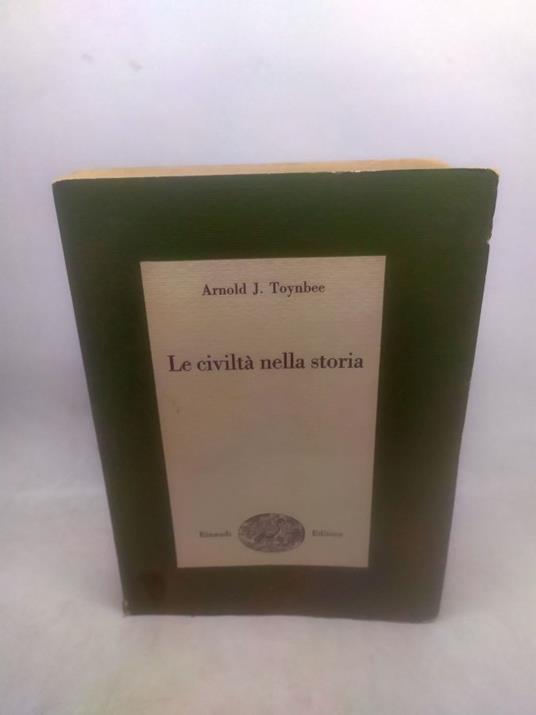 Arnold J. Toynbee
Le civiltà nella storia
Einaudi Editore